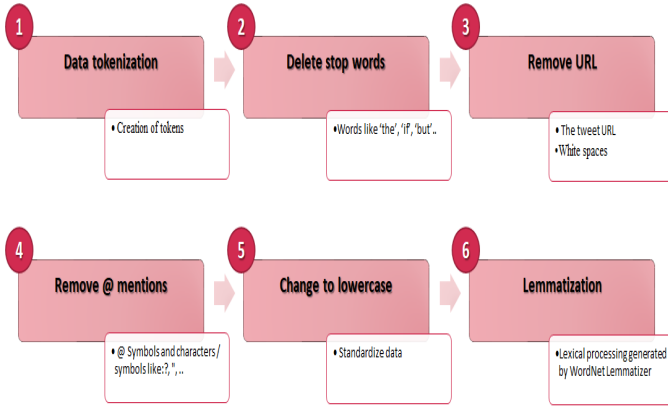 1
Data tokenization
• Creation of tokens
2
Delete stop words
•Words like 'the', 'if', 'but'..
3
Remove URL
• The tweet URL
•White spaces
4
Remove @ mentions
• @ Symbols and characters /
symbols like:?, ", ..
5
Change to lowercase
• Standardize data
6
Lemmatization
•Lexical processing generated
by WordNet Lemmatizer